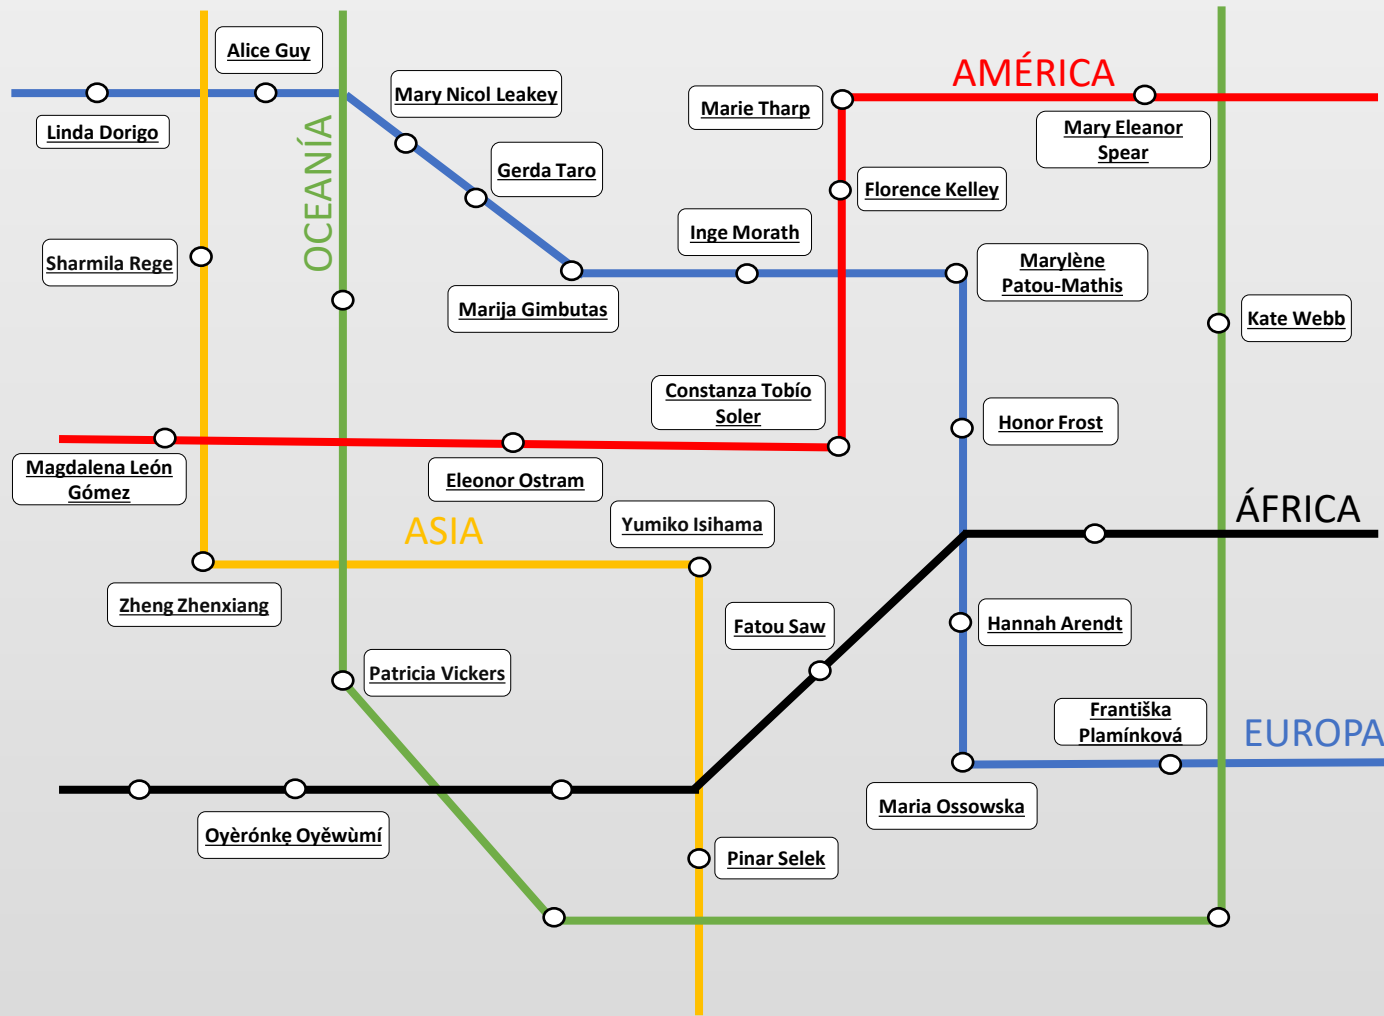 Alice Guy
AMÉRICA
Mary Nicol Leakey
Marie Tharp
Linda Dorigo
Mary Eleanor
Spear
OCEANÍA
Gerda Taro
Florence Kelley
Inge Morath
Sharmila Rege
Marylène
Patou-Mathis
Marija Gimbutas
Kate Webb
Constanza Tobío
Soler
Honor Frost
Magdalena León
Gómez
Eleonor Ostram
ÁFRICA
ASIA
Yumiko Isihama
Zheng Zhenxiang
Fatou Saw
Hannah Arendt
Patricia Vickers
Františka
Plamínková
EUROPA
Maria Ossowska
Oyèrónkẹ Oyěwùmí
Pinar Selek